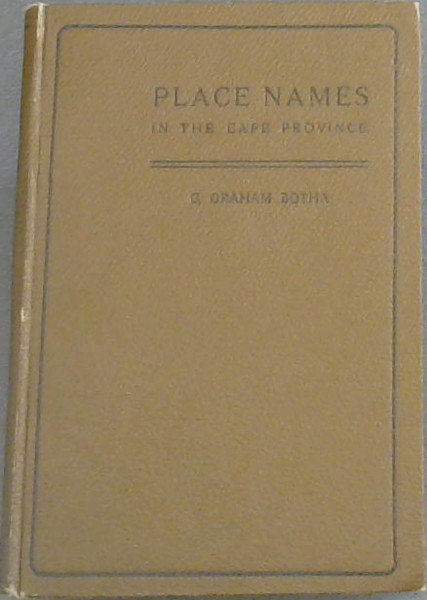 PLACE NAMES
IN THE CAPE PROVINCE
C. GRAHAM BOTHA